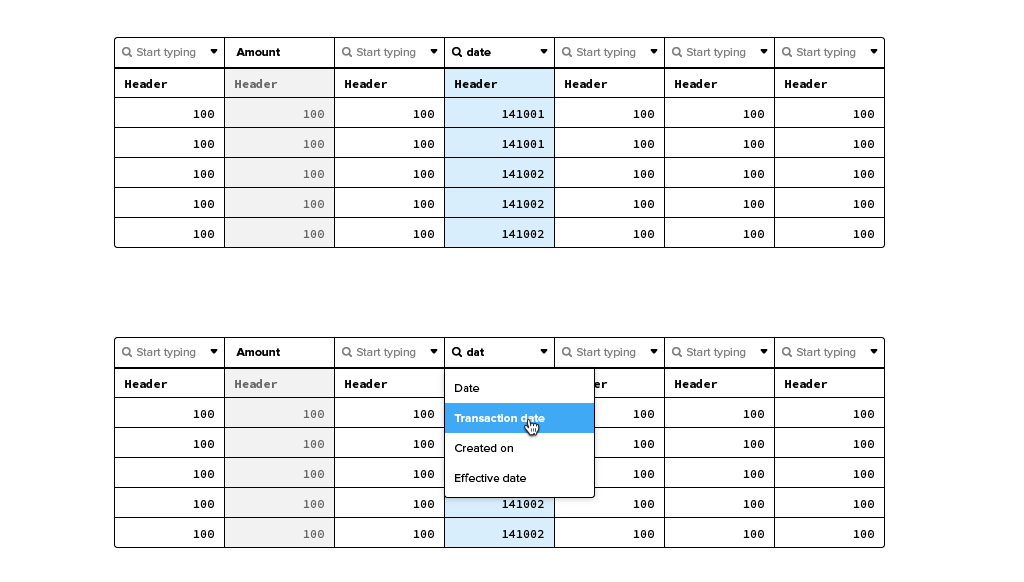 Start typing Amount Start typing date Start typing Start typing Start typing
Header Header Header Header Header Header Header
100 100 100 141001 100 100 100
100 100 100 141001 100 100 100
100 100 100 141002 100 100 100
100 100 100 141002 100 100 100
100 100 100 141002 100 100 100
Start typing Amount Start typing dat Start typing Start typing Start typing
Header Header Header er Header Header
Date
100 100 100 100 100 100
Transaction date
100 100 100 100 100 100
Created on
100 100 100 100 100 100
Effective date
100 100 100 141002 100 100 100
100 100 100 141002 100 100 100